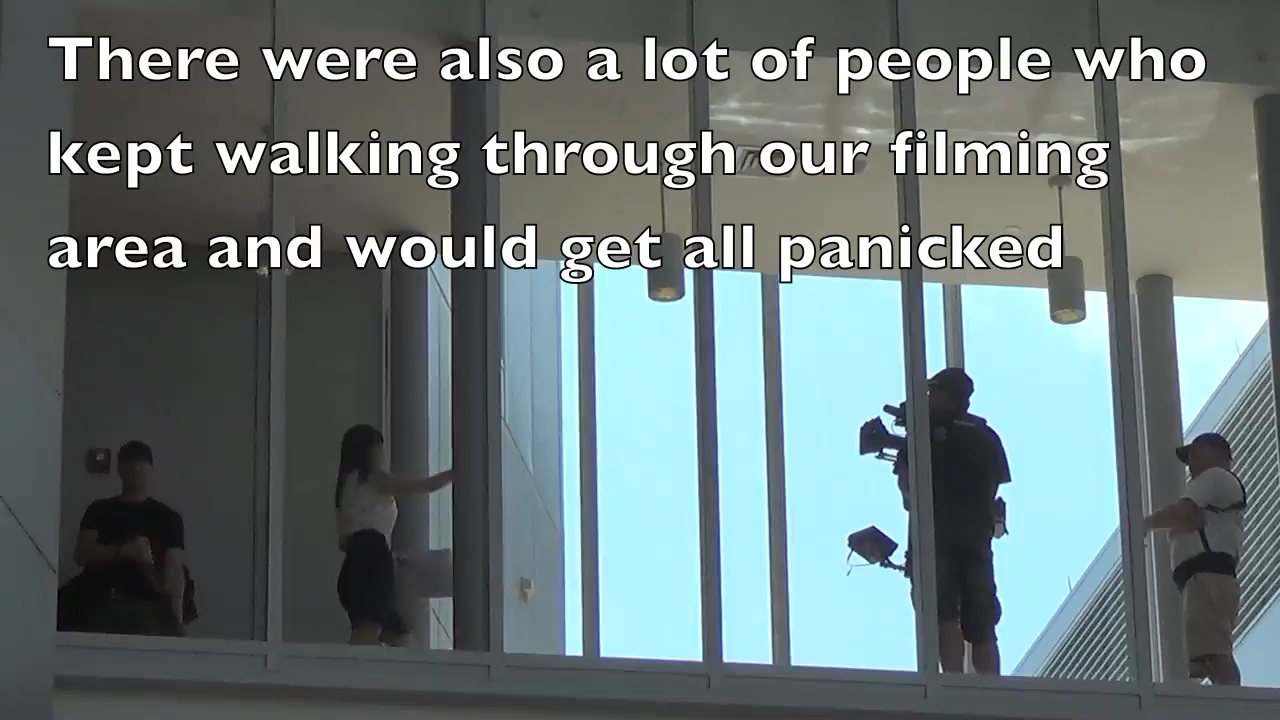 There were also a lot of people who
kept walking through our filming
area and would get all panicked